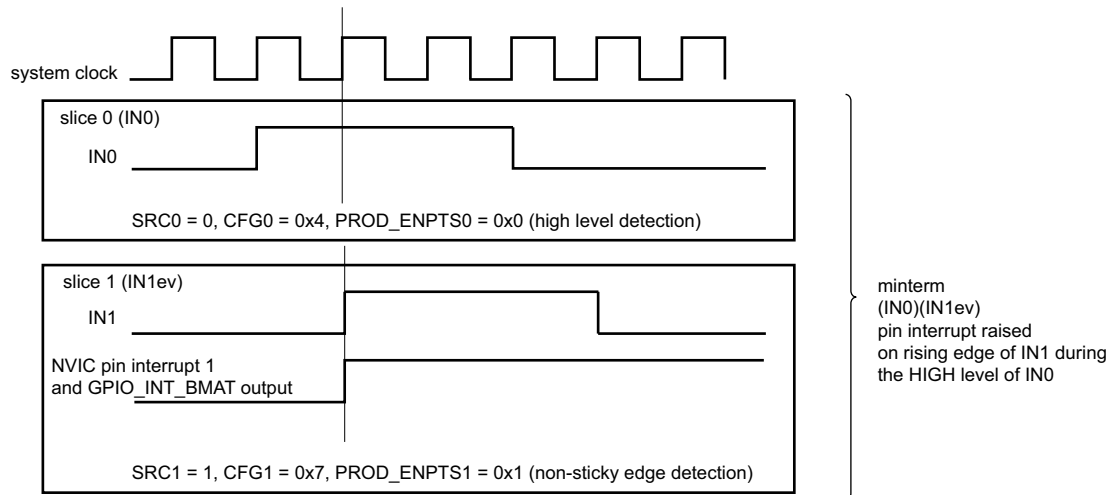 system clock
slice 0 (IN0)
IN0
SRC0 = 0, CFG0 = 0x4, PROD_ENPTS0 = 0x0 (high level detection)
slice 1 (IN1ev)
IN1
NVIC pin interrupt 1
and GPIO_INT_BMAT output
SRC1 = 1, CFG1 = 0x7, PROD_ENPTS1 = 0x1 (non-sticky edge detection)
minterm
(IN0)(IN1ev)
pin interrupt raised
on rising edge of IN1 during
the HIGH level of IN0